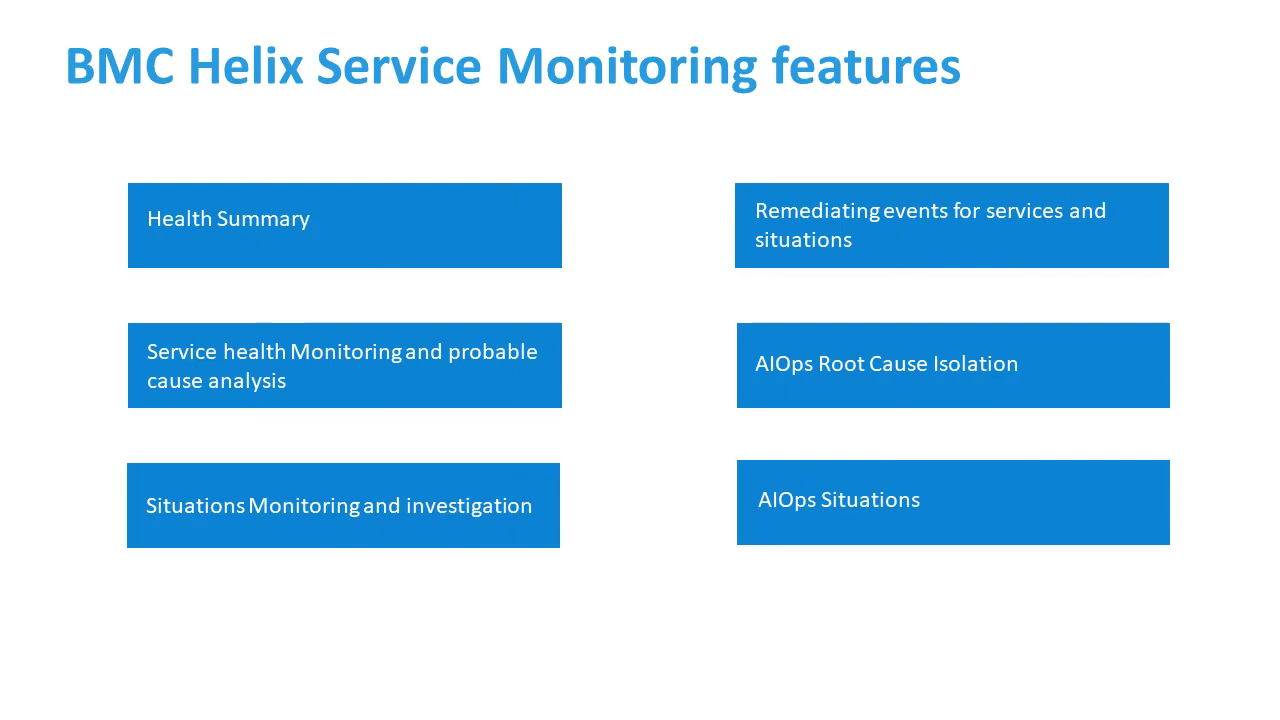 BMC Helix Service Monitoring features
Health Summary
Service health Monitoring and probable
cause analysis
Situations Monitoring and investigation
Remediating events for services and
situations
AIOps Root Cause Isolation
AIOps Situations